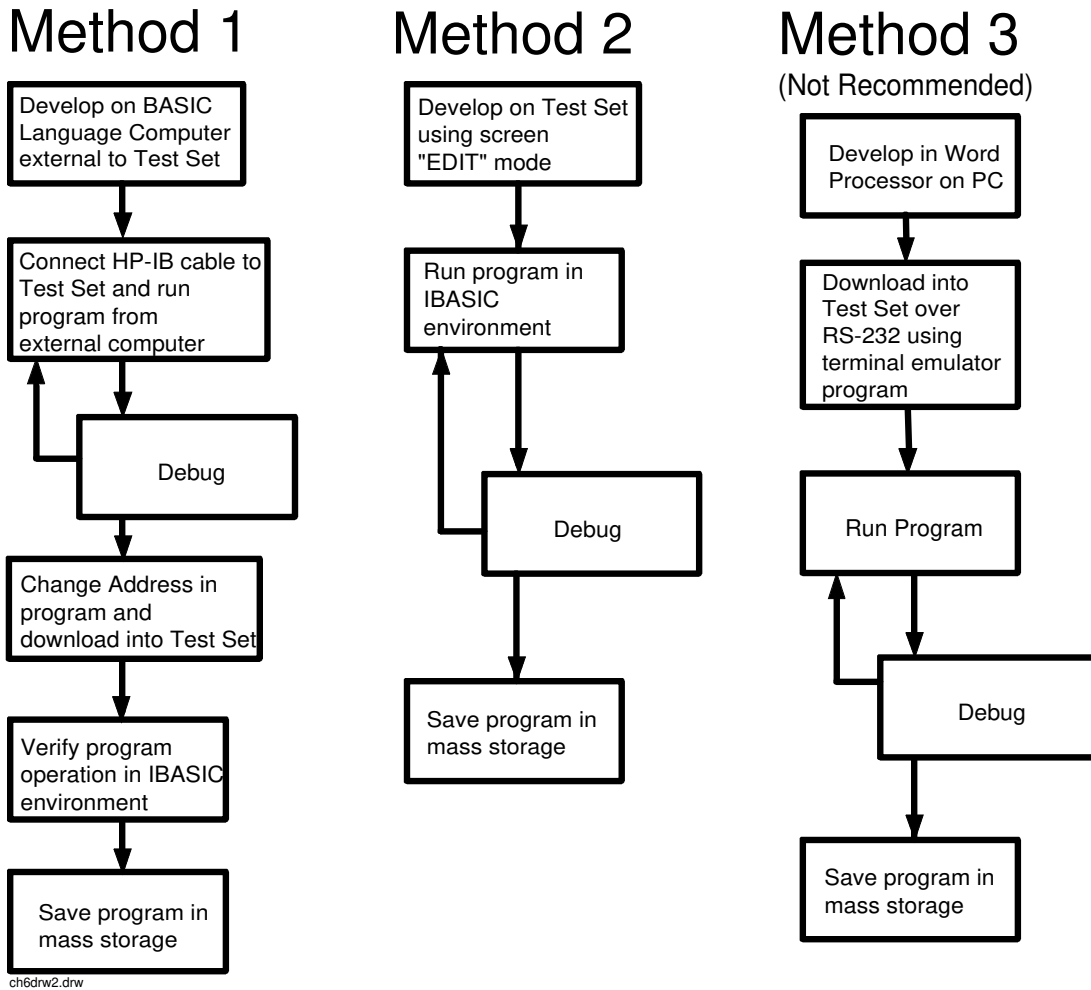 Method 1
Develop on BASIC
Language Computer
external to Test Set
Connect HP-IB cable to
Test Set and run
program from
external computer
Debug
Change Address in
program and
download into Test Set
Verify program
operation in IBASIC
environment
Save program in
mass storage
ch6drw2.drw
Method 2
Develop on Test Set
using screen
"EDIT" mode
Run program in
IBASIC
environment
Debug
Save program in
mass storage
Method 3
(Not Recommended)
Develop in Word
Processor on PC
Download into
Test Set over
RS-232 using
terminal emulator
program
Run Program
Debug
Save program in
mass storage